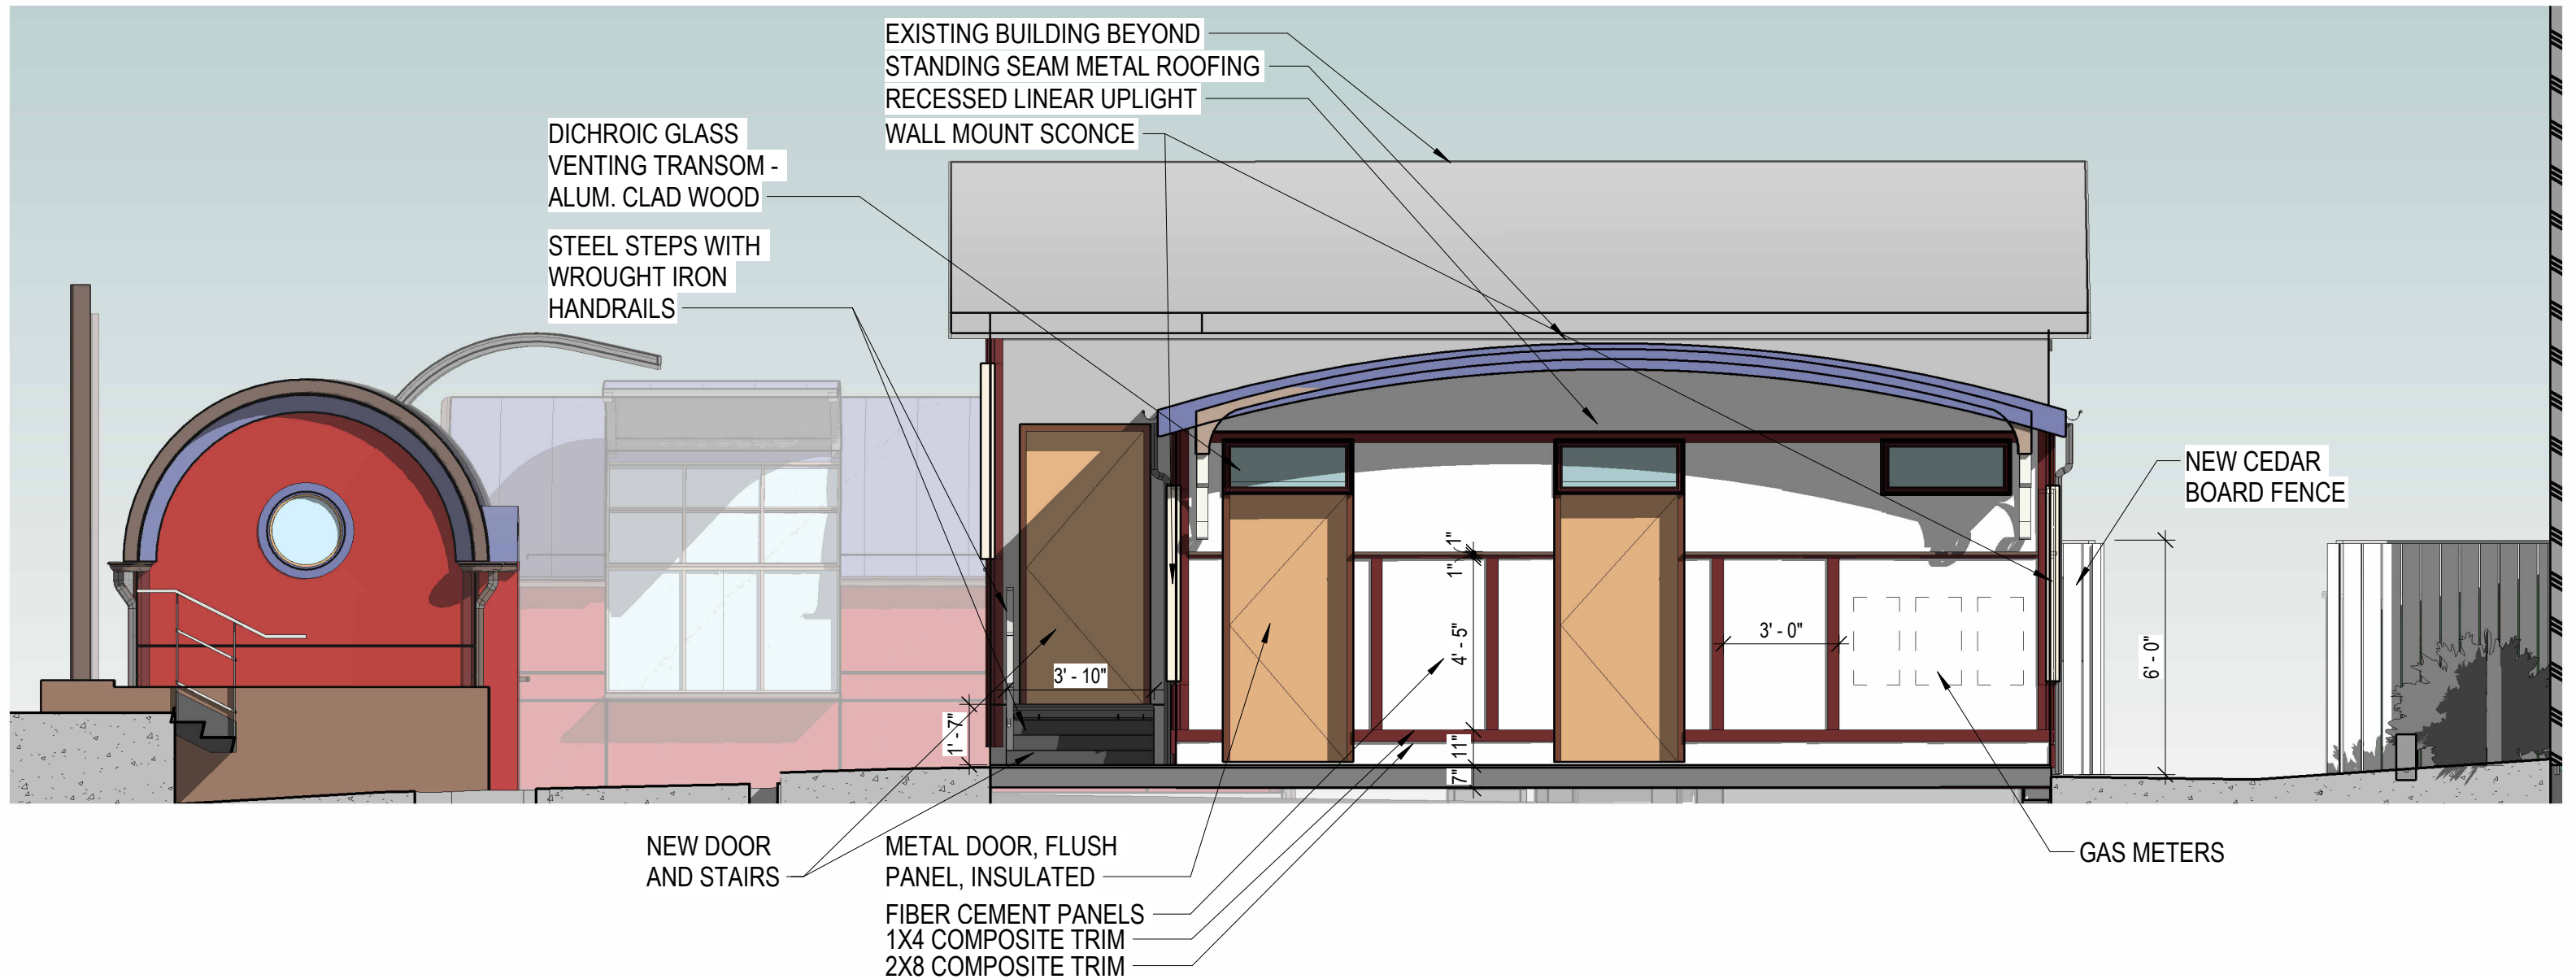 EXISTING BUILDING BEYOND
STANDING SEAM METAL ROOFING
RECESSED LINEAR UPLIGHT
WALL MOUNT SCONCE
DICHROIC GLASS
VENTING TRANSOM -
ALUM. CLAD WOOD
STEEL STEPS WITH
WROUGHT IRON
HANDRAILS
NEW CEDAR
BOARD FENCE
1"
1"
4' - 5"
3' - 0"
6' - 0"
3' - 10"
1' - 7"
11"
7"
NEW DOOR
AND STAIRS
METAL DOOR, FLUSH
PANEL, INSULATED
FIBER CEMENT PANELS
1X4 COMPOSITE TRIM
2X8 COMPOSITE TRIM
GAS METERS